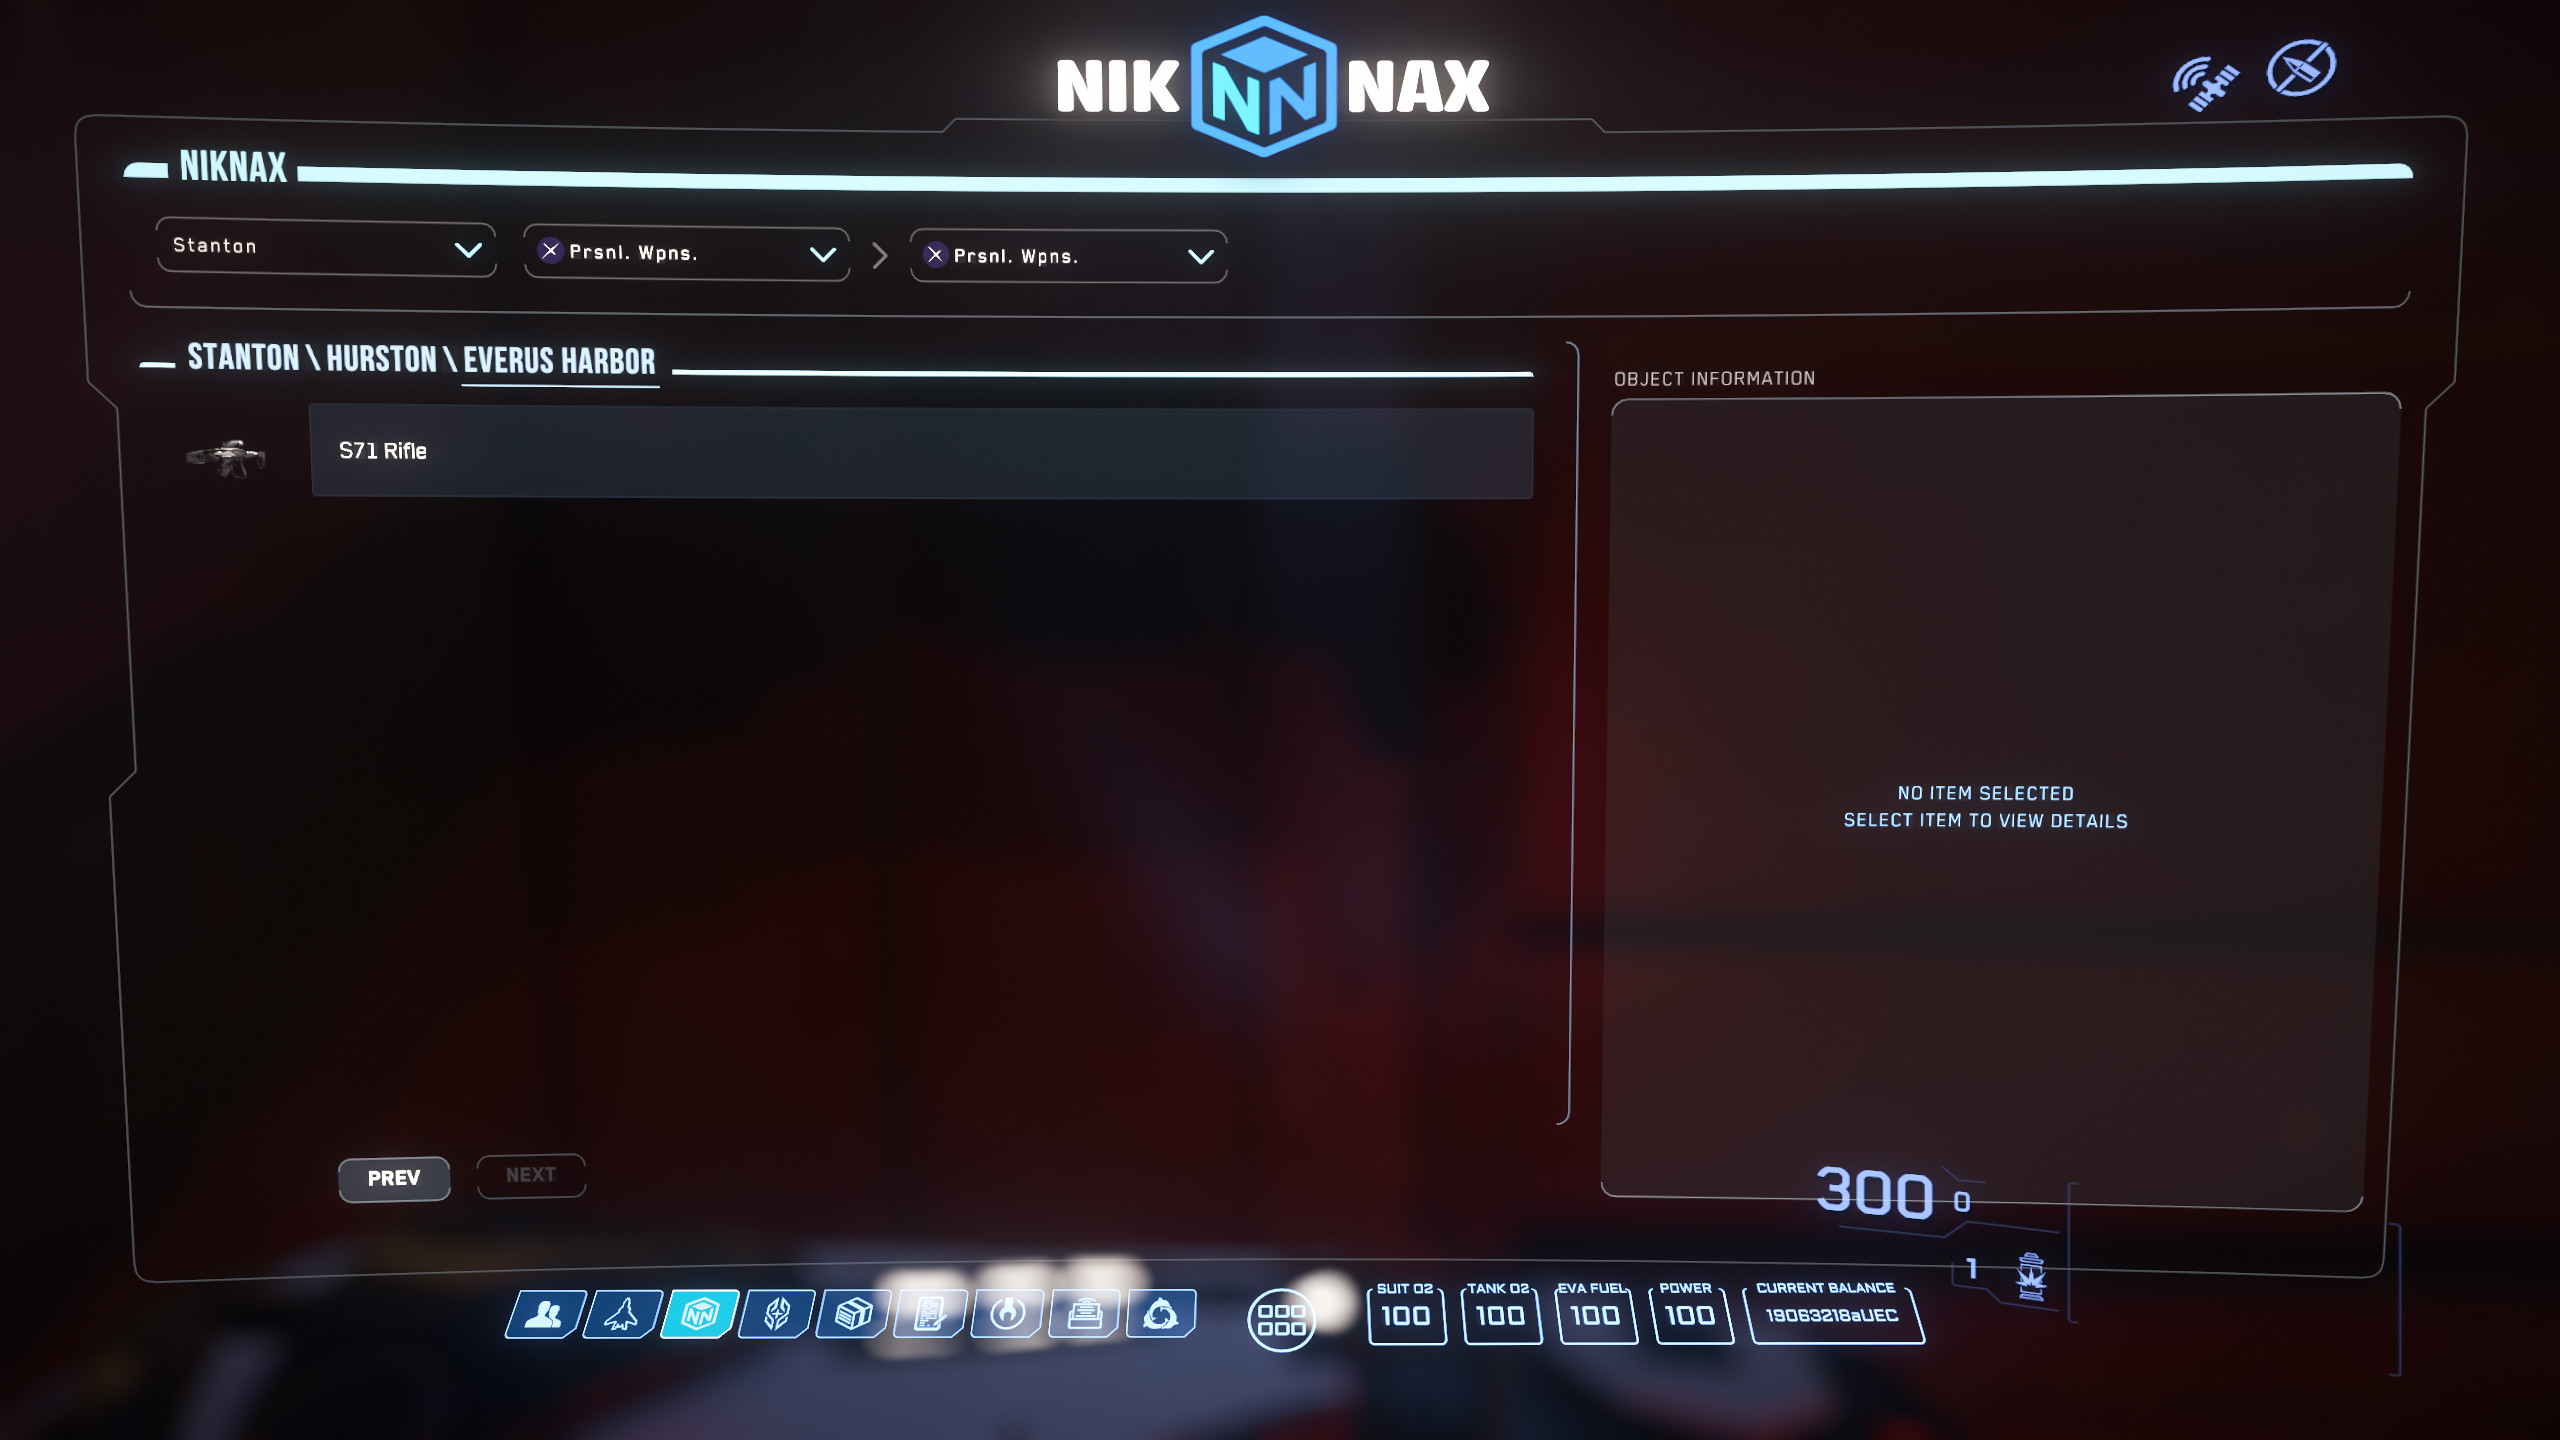 NIK NN NAX
NIKNAX
Stanton
Prsnl. Wpns.
Prsnl. Wpns.
STANTON \ HURSTON \ EVERUS HARBOR
S71 Rifle
OBJECT INFORMATION
NO ITEM SELECTED
SELECT ITEM TO VIEW DETAILS
PREV
NEXT
300 0
1
NN
SUIT O2
100
TANK O2
100
EVA FUEL
100
POWER
100
CURRENT BALANCE
19063218aUEC